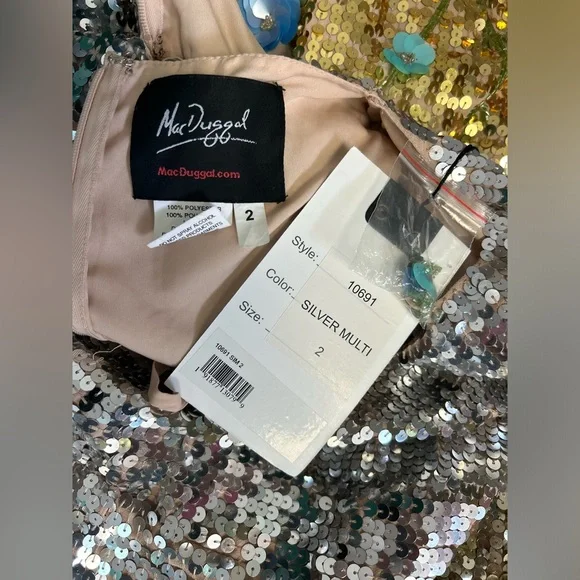 MacDuggal
MacDuggal.com
100% POLYESTER
100% PO
2
DO NOT SPRAY ALCOHOL
Style: 10691
Color: SILVER MULTI
Size: 2
10691 SIM 2